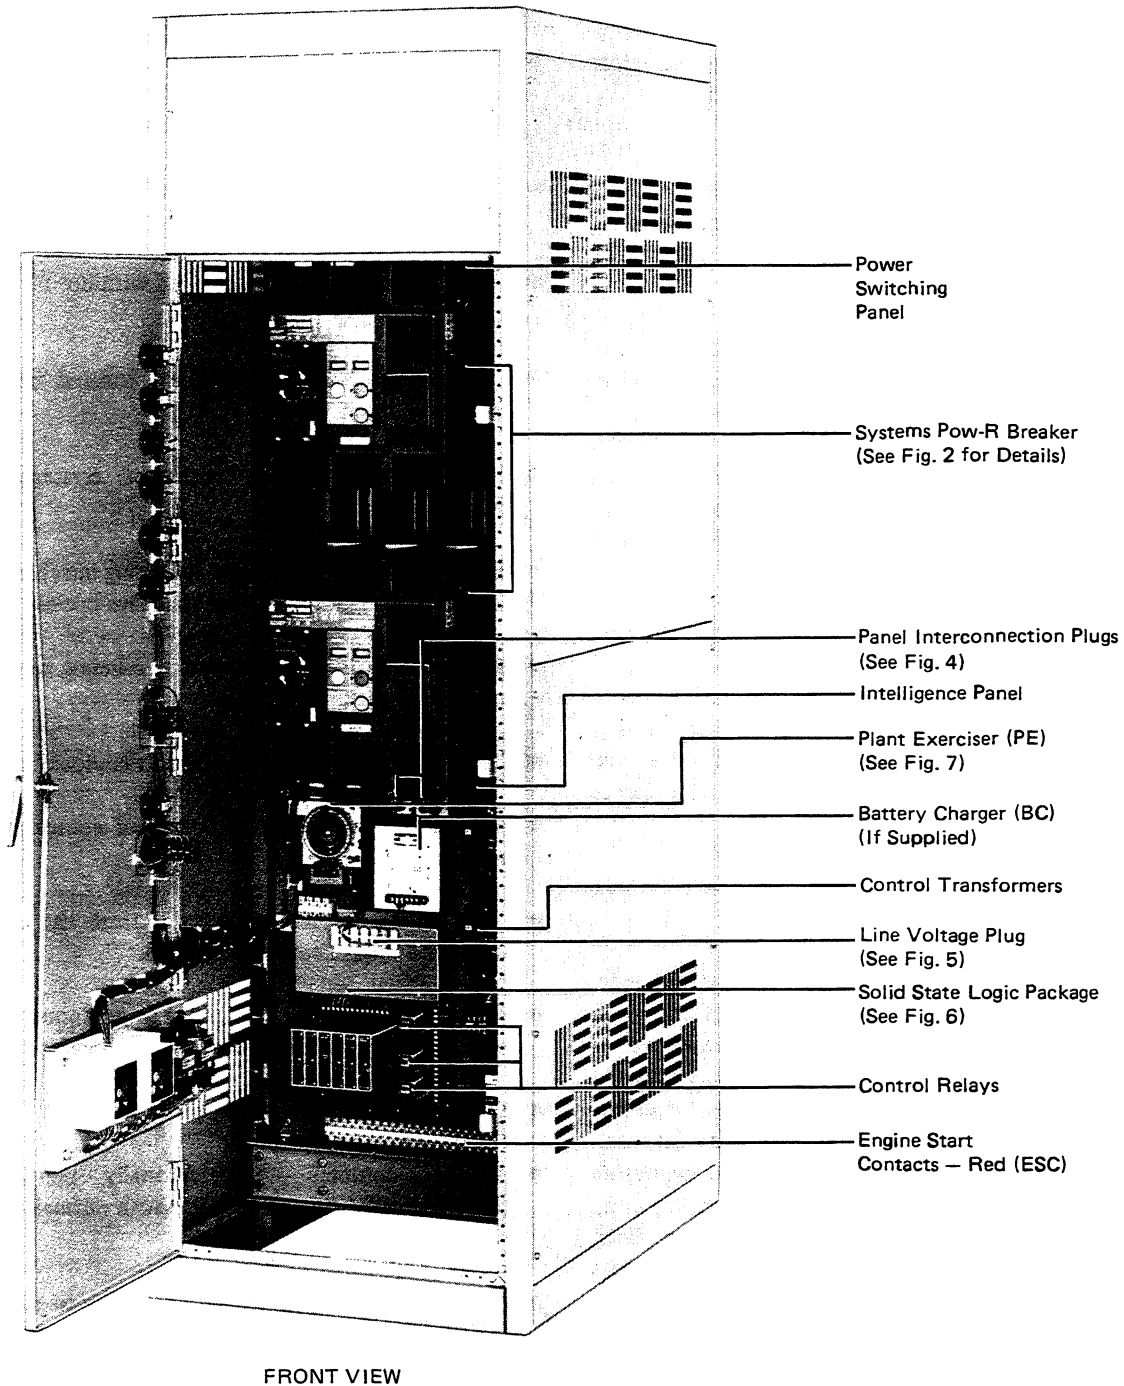 Power
Switching
Panel
Systems Pow-R Breaker
(See Fig. 2 for Details)
Panel Interconnection Plugs
(See Fig. 4)
Intelligence Panel
Plant Exerciser (PE)
(See Fig. 7)
Battery Charger (BC)
(If Supplied)
Control Transformers
Line Voltage Plug
(See Fig. 5)
Solid State Logic Package
(See Fig. 6)
Control Relays
Engine Start
Contacts — Red (ESC)
FRONT VIEW